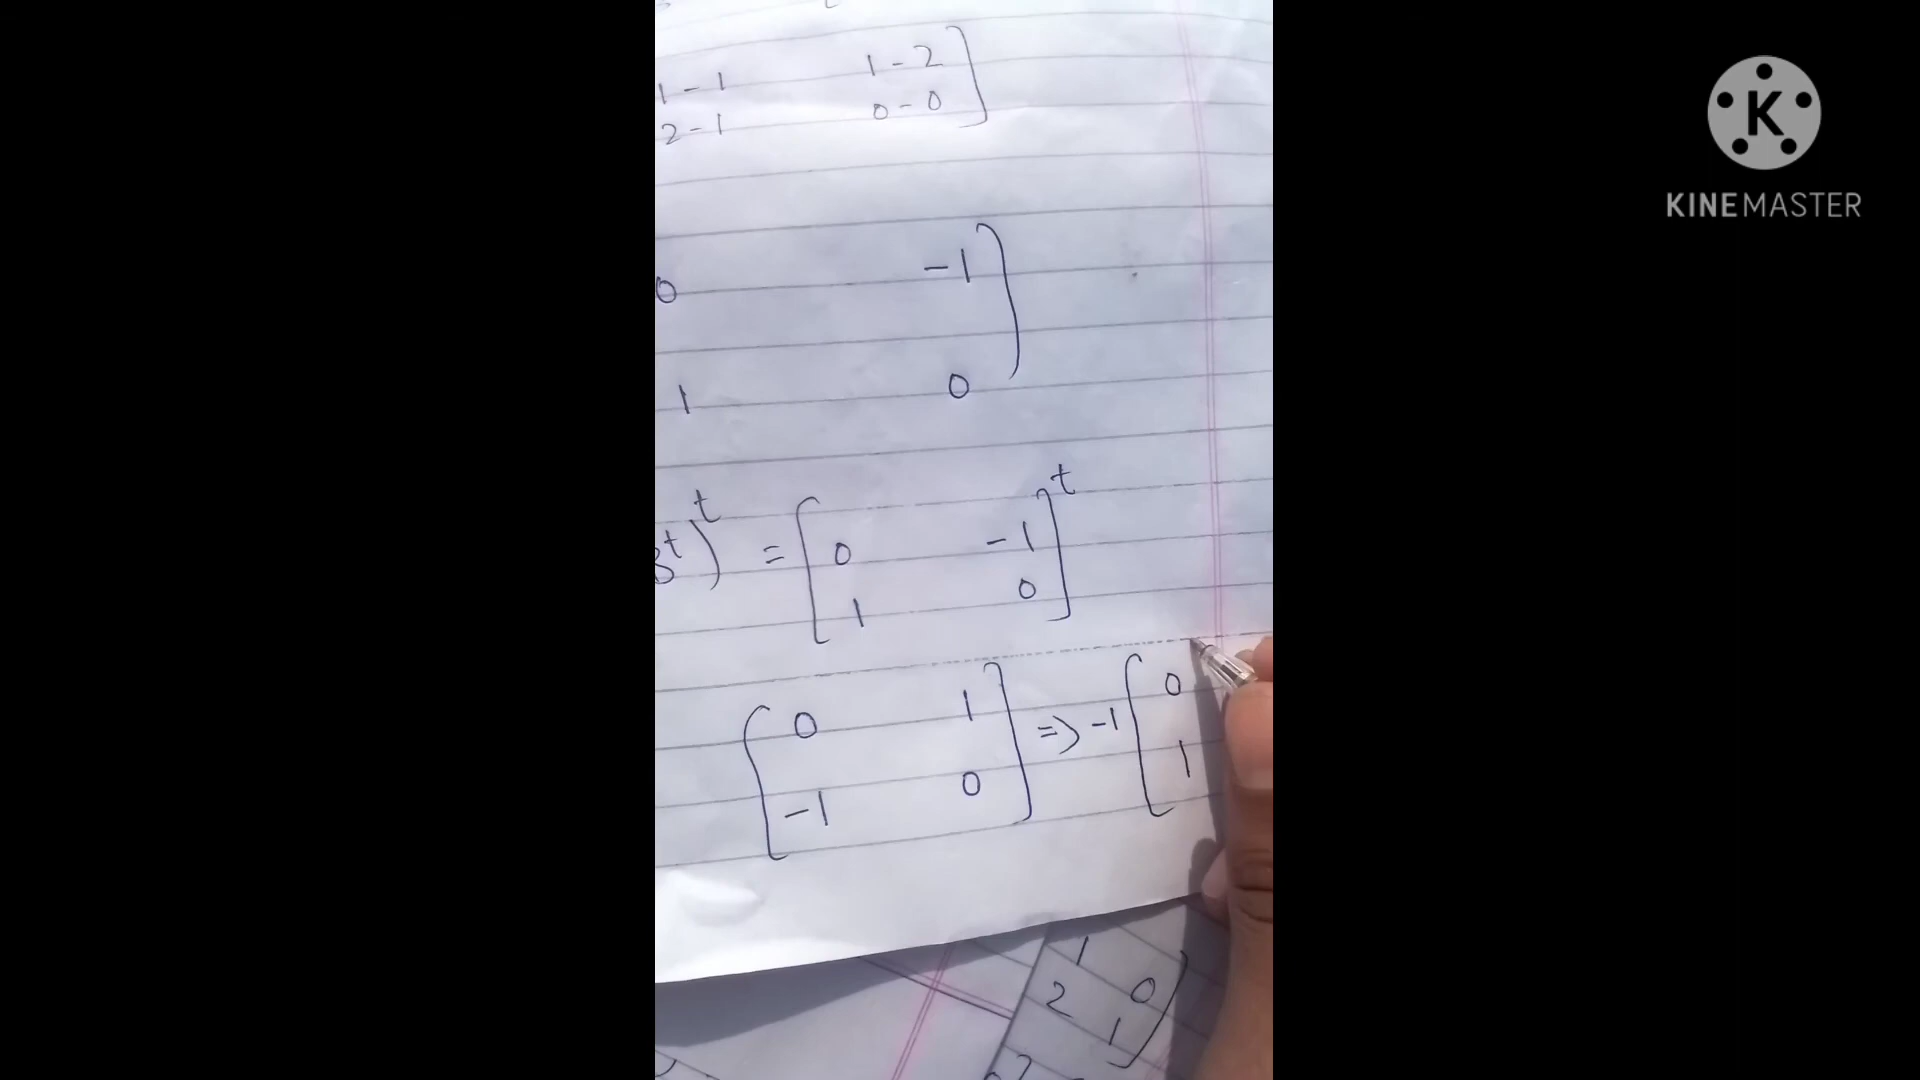 1 - 1 1 - 2 ]
2 - 1 0 - 0
0 -1 )
1 0
t t
Bt) = [ 0 -1 ]
1 0
[ 0 1 ] => -1 [ 0
-1 0 1
1
2 0
1
KINEMASTER